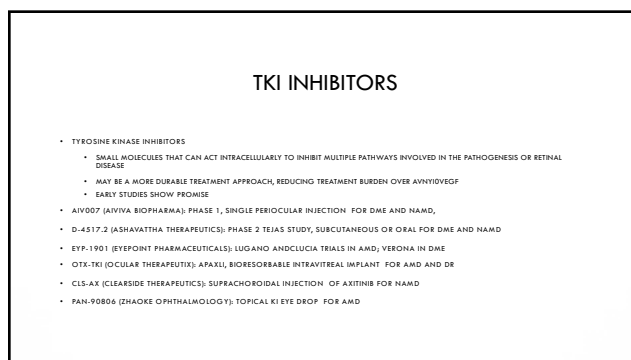 TKI INHIBITORS
• TYROSINE KINASE INHIBITORS
• SMALL MOLECULES THAT CAN ACT INTRACELLULARLY TO INHIBIT MULTIPLE PATHWAYS INVOLVED IN THE PATHOGENESIS OR RETINAL
DISEASE
• MAY BE A MORE DURABLE TREATMENT APPROACH, REDUCING TREATMENT BURDEN OVER AVNYI0VEGF
• EARLY STUDIES SHOW PROMISE
• AIV007 (AIVIVA BIOPHARMA): PHASE 1, SINGLE PERIOCULAR INJECTION FOR DME AND NAMD,
• D-4517.2 (ASHAVATTHA THERAPEUTICS): PHASE 2 TEJAS STUDY, SUBCUTANEOUS OR ORAL FOR DME AND NAMD
• EYP-1901 (EYEPOINT PHARMACEUTICALS): LUGANO ANDCLUCIA TRIALS IN AMD; VERONA IN DME
• OTX-TKI (OCULAR THERAPEUTIX): APAXLI, BIORESORBABLE INTRAVITREAL IMPLANT FOR AMD AND DR
• CLS-AX (CLEARSIDE THERAPEUTICS): SUPRACHOROIDAL INJECTION OF AXITINIB FOR NAMD
• PAN-90806 (ZHAOKE OPHTHALMOLOGY): TOPICAL KI EYE DROP FOR AMD